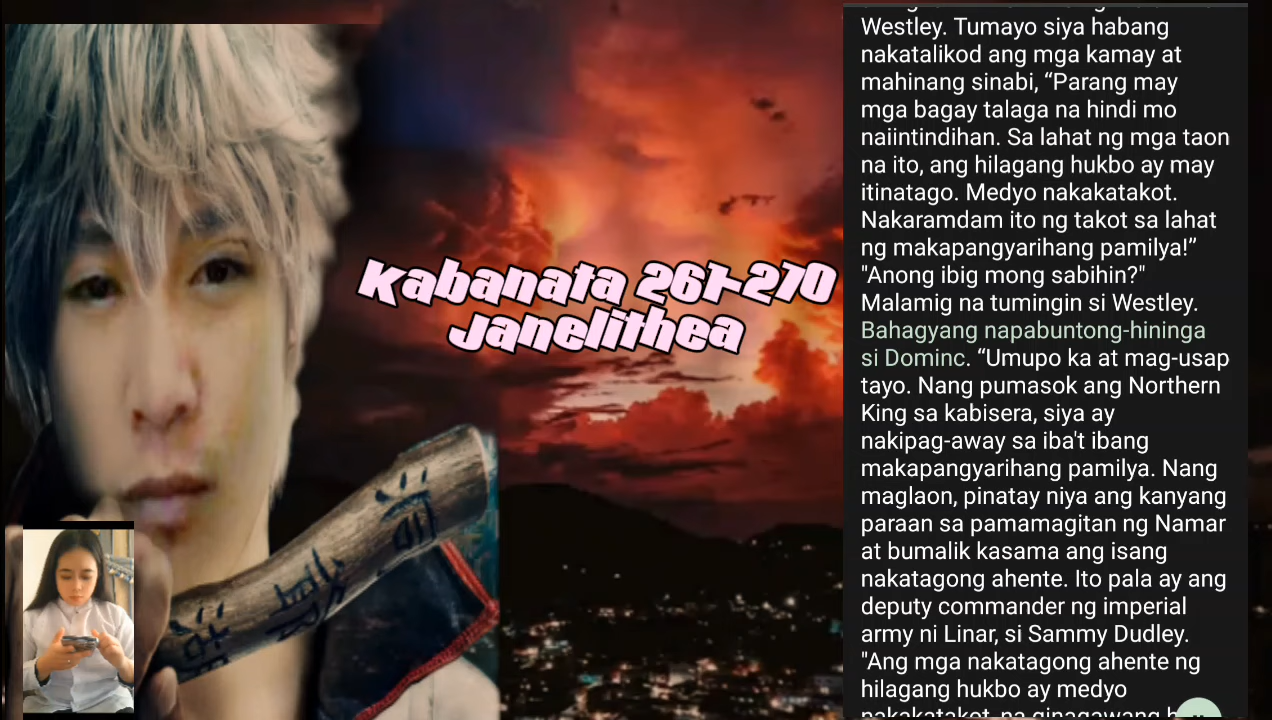 Kabanata 261-270
Janelithea
Westley. Tumayo siya habang
nakatalikod ang mga kamay at
mahinang sinabi, “Parang may
mga bagay talaga na hindi mo
naiintindihan. Sa lahat ng mga taon
na ito, ang hilagang hukbo ay may
itinatago. Medyo nakakatakot.
Nakaramdam ito ng takot sa lahat
ng makapangyarihang pamilya!”
"Anong ibig mong sabihin?"
Malamig na tumingin si Westley.
Bahagyang napabuntong-hininga
si Dominc. “Umupo ka at mag-usap
tayo. Nang pumasok ang Northern
King sa kabisera, siya ay
nakipag-away sa iba't ibang
makapangyarihang pamilya. Nang
maglaon, pinatay niya ang kanyang
paraan sa pamamagitan ng Namar
at bumalik kasama ang isang
nakatagong ahente. Ito pala ay ang
deputy commander ng imperial
army ni Linar, si Sammy Dudley.
"Ang mga nakatagong ahente ng
hilagang hukbo ay medyo
nakakatakot, na ginagawang